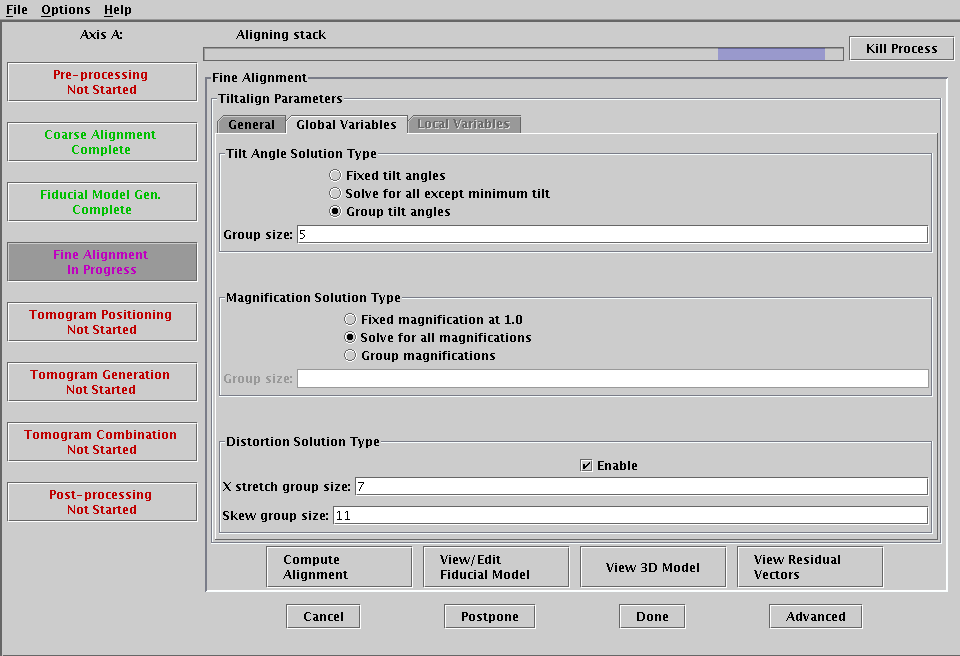 File Options Help
Axis A:
Aligning stack
Kill Process
Pre-processing
Not Started
Coarse Alignment
Complete
Fiducial Model Gen.
Complete
Fine Alignment
In Progress
Tomogram Positioning
Not Started
Tomogram Generation
Not Started
Tomogram Combination
Not Started
Post-processing
Not Started
Fine Alignment
Tiltalign Parameters
General Global Variables Local Variables
Tilt Angle Solution Type
Fixed tilt angles
Solve for all except minimum tilt
Group tilt angles
Group size: 5
Magnification Solution Type
Fixed magnification at 1.0
Solve for all magnifications
Group magnifications
Group size:
Distortion Solution Type
Enable
X stretch group size: 7
Skew group size: 11
Compute
Alignment
View/Edit
Fiducial Model
View 3D Model
View Residual
Vectors
Cancel
Postpone
Done
Advanced